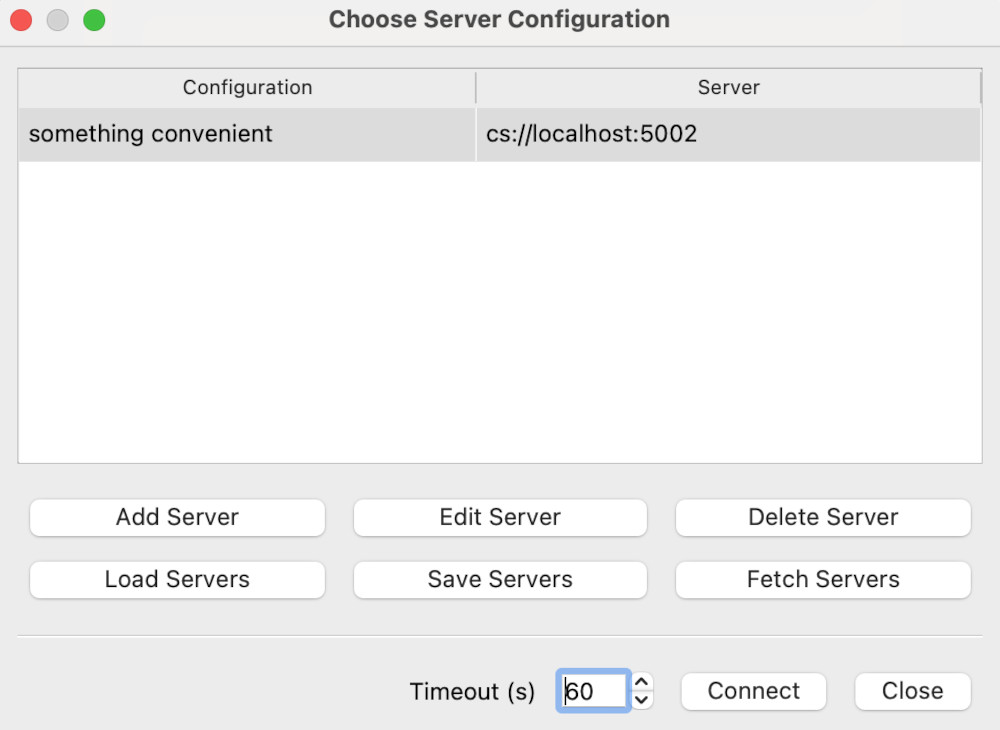 Choose Server Configuration
Configuration Server
something convenient cs://localhost:5002
Add Server Edit Server Delete Server
Load Servers Save Servers Fetch Servers
Timeout (s) 60 Connect Close